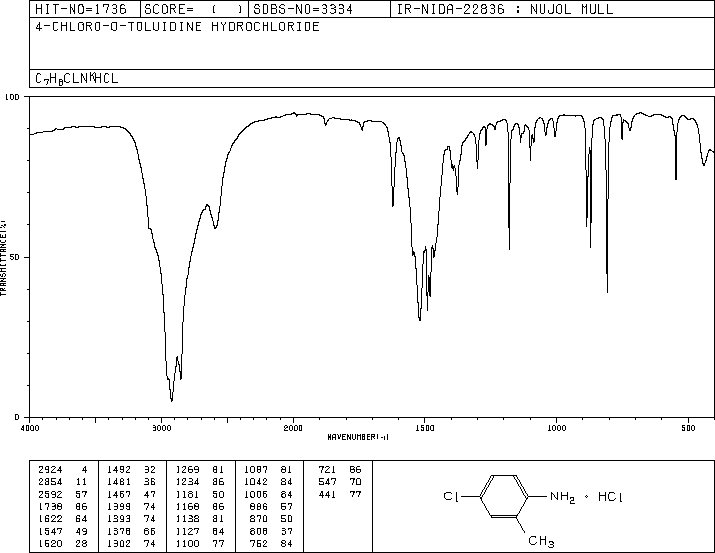 HIT-NO=1736 SCORE= ( ) SDBS-NO=3334 IR-NIDA-22836 : NUJOL MULL
4-CHLORO-O-TOLUIDINE HYDROCHLORIDE
C7H8CLN*HCL
100
50
0
TRANSMITTANCE(%)
4000 3000 2000 1500 1000 500
WAVENUMBER(-1)
2924 4 1492 32 1269 81 1087 81 721 86
2854 11 1481 36 1234 86 1042 84 547 70
2592 57 1467 47 1181 50 1006 84 441 77
1738 86 1399 74 1168 86 886 57
1622 64 1393 74 1138 81 870 50
1547 49 1378 66 1127 84 808 37
1520 28 1302 74 1100 77 752 84
Cl NH2 · HCl
CH3